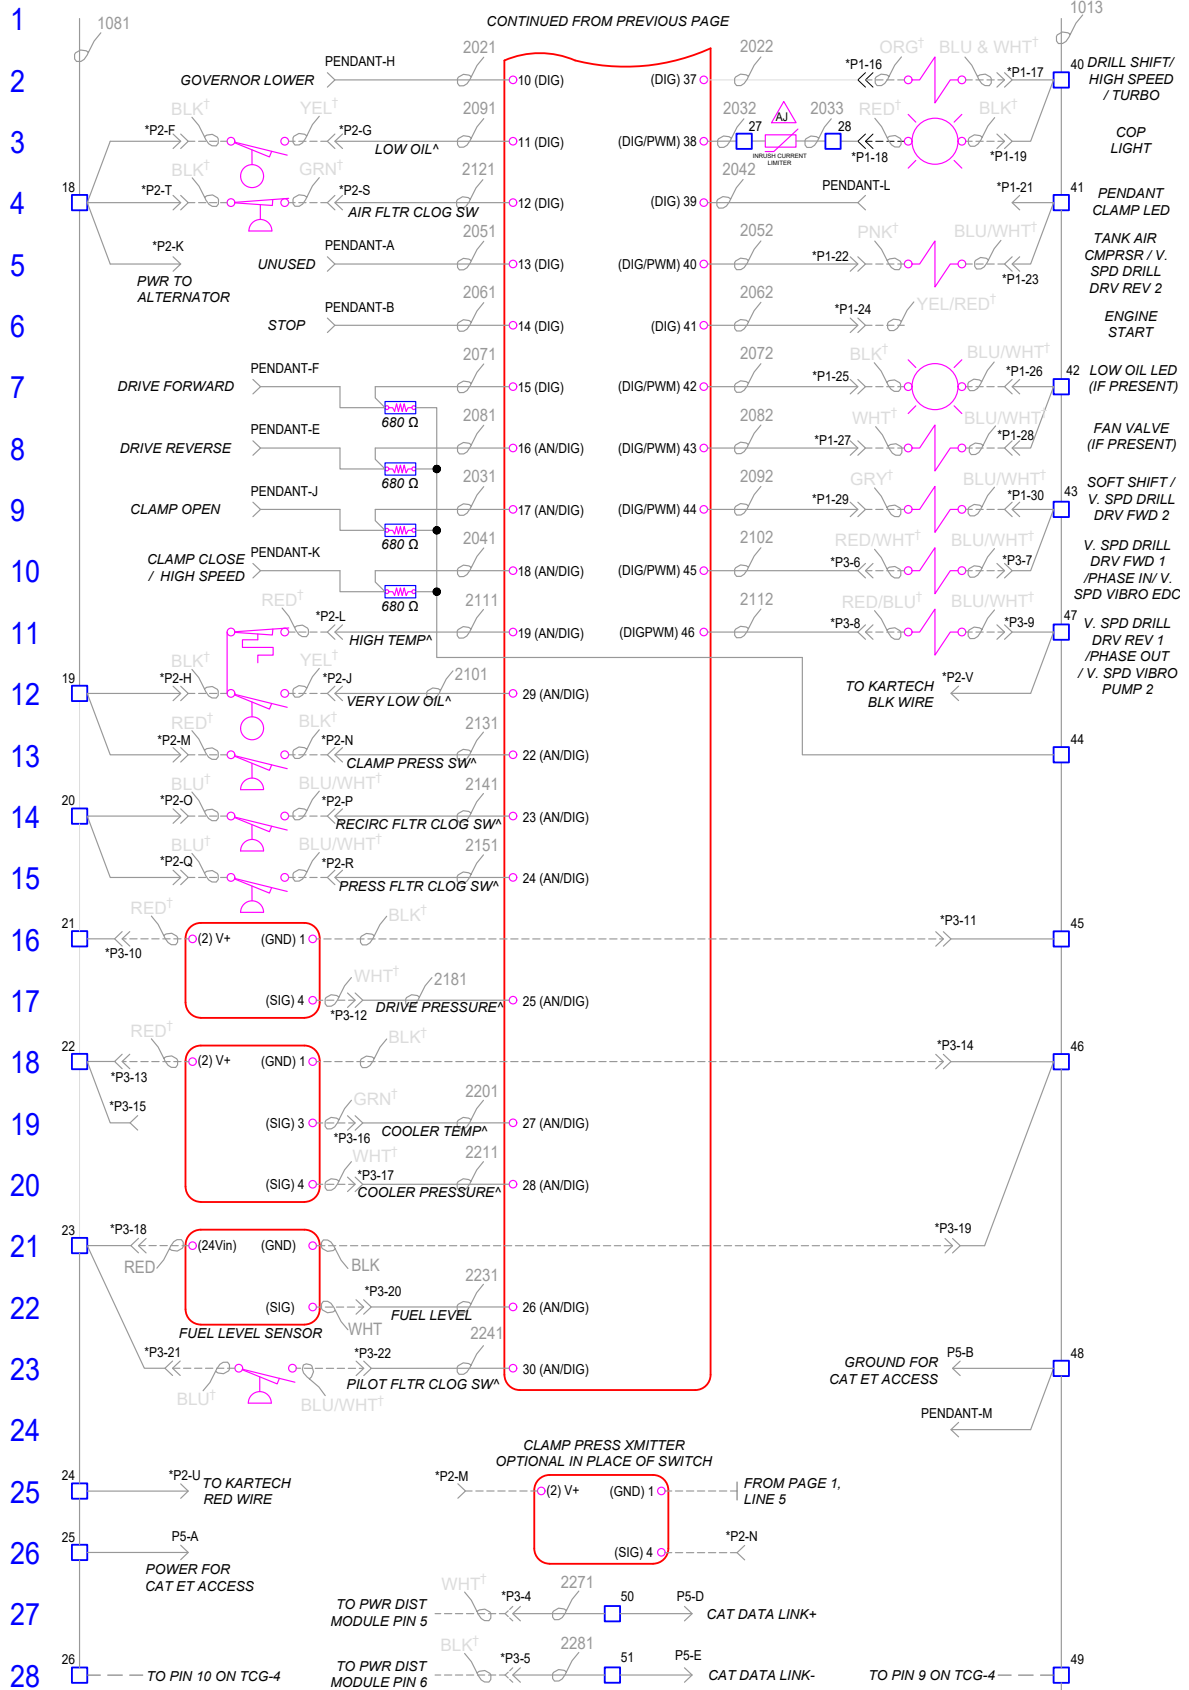 1
1081
CONTINUED FROM PREVIOUS PAGE
1013
2
GOVERNOR LOWER
PENDANT-H
2021
10 (DIG)
(DIG) 37
2022
ORG†
*P1-16
BLU & WHT†
*P1-17
40
DRILL SHIFT/
HIGH SPEED
/ TURBO
3
*P2-F
BLK†
YEL†
*P2-G
LOW OIL^
2091
11 (DIG)
(DIG/PWM) 38
2032
27
AJ
INRUSH CURRENT
LIMITER
2033
28
RED†
*P1-18
BLK†
*P1-19
COP
LIGHT
4
18
*P2-T
BLK†
GRN†
*P2-S
AIR FLTR CLOG SW
2121
12 (DIG)
(DIG) 39
2042
PENDANT-L
*P1-21
41
PENDANT
CLAMP LED
5
*P2-K
PWR TO
ALTERNATOR
UNUSED
PENDANT-A
2051
13 (DIG)
(DIG/PWM) 40
2052
*P1-22
PNK†
BLU/WHT†
*P1-23
TANK AIR
CMPRSR / V.
SPD DRILL
DRV REV 2
6
STOP
PENDANT-B
2061
14 (DIG)
(DIG) 41
2062
*P1-24
YEL/RED†
ENGINE
START
7
DRIVE FORWARD
PENDANT-F
680 Ω
2071
15 (DIG)
(DIG/PWM) 42
2072
*P1-25
BLK†
BLU/WHT†
*P1-26
42
LOW OIL LED
(IF PRESENT)
8
DRIVE REVERSE
PENDANT-E
680 Ω
2081
16 (AN/DIG)
(DIG/PWM) 43
2082
*P1-27
WHT†
BLU/WHT†
*P1-28
FAN VALVE
(IF PRESENT)
9
CLAMP OPEN
PENDANT-J
680 Ω
2031
17 (AN/DIG)
(DIG/PWM) 44
2092
*P1-29
GRY†
BLU/WHT†
*P1-30
43
SOFT SHIFT /
V. SPD DRILL
DRV FWD 2
10
CLAMP CLOSE
/ HIGH SPEED
PENDANT-K
680 Ω
2041
18 (AN/DIG)
(DIG/PWM) 45
2102
*P3-6
RED/WHT†
BLU/WHT†
*P3-7
V. SPD DRILL
DRV FWD 1
/PHASE IN/ V.
SPD VIBRO EDC
11
RED†
*P2-L
HIGH TEMP^
2111
19 (AN/DIG)
(DIGPWM) 46
2112
*P3-8
RED/BLU†
BLU/WHT†
*P3-9
47
V. SPD DRILL
DRV REV 1
/PHASE OUT
/ V. SPD VIBRO
PUMP 2
12
19
*P2-H
BLK†
YEL†
*P2-J
VERY LOW OIL^
2101
29 (AN/DIG)
TO KARTECH
BLK WIRE
*P2-V
13
*P2-M
RED†
BLK†
*P2-N
CLAMP PRESS SW^
2131
22 (AN/DIG)
44
14
20
*P2-O
BLU†
BLU/WHT†
*P2-P
RECIRC FLTR CLOG SW^
2141
23 (AN/DIG)
15
*P2-Q
BLU†
BLU/WHT†
*P2-R
PRESS FLTR CLOG SW^
2151
24 (AN/DIG)
16
21
*P3-10
RED†
(2) V+
(GND) 1
BLK†
*P3-11
45
17
(SIG) 4
WHT†
*P3-12
DRIVE PRESSURE^
2181
25 (AN/DIG)
18
22
*P3-13
RED†
(2) V+
(GND) 1
BLK†
*P3-14
46
19
*P3-15
(SIG) 3
GRN†
*P3-16
COOLER TEMP^
2201
27 (AN/DIG)
20
(SIG) 4
WHT†
*P3-17
COOLER PRESSURE^
2211
28 (AN/DIG)
21
23
*P3-18
RED
(24Vin)
(GND)
BLK
*P3-19
22
(SIG)
WHT
*P3-20
FUEL LEVEL
2231
26 (AN/DIG)
FUEL LEVEL SENSOR
23
*P3-21
BLU†
BLU/WHT†
*P3-22
PILOT FLTR CLOG SW^
2241
30 (AN/DIG)
GROUND FOR
CAT ET ACCESS
P5-B
48
24
PENDANT-M
CLAMP PRESS XMITTER
OPTIONAL IN PLACE OF SWITCH
25
24
*P2-U
TO KARTECH
RED WIRE
*P2-M
(2) V+
(GND) 1
FROM PAGE 1,
LINE 5
26
25
P5-A
POWER FOR
CAT ET ACCESS
(SIG) 4
*P2-N
27
TO PWR DIST
MODULE PIN 5
WHT†
*P3-4
2271
50
P5-D
CAT DATA LINK+
28
26
TO PIN 10 ON TCG-4
TO PWR DIST
MODULE PIN 6
BLK†
*P3-5
2281
51
P5-E
CAT DATA LINK-
TO PIN 9 ON TCG-4
49